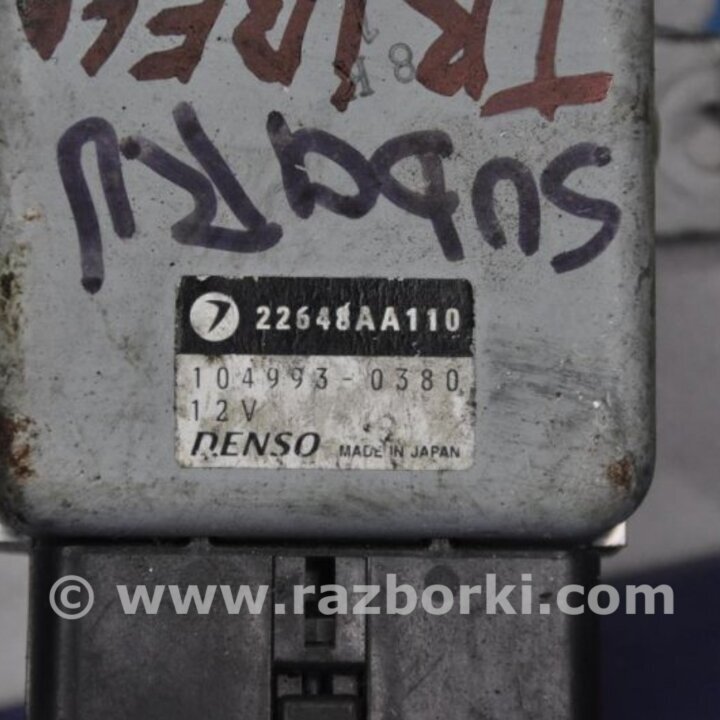 TRIBECA
SUBARU
22648AA110
104993-0380
12V
DENSO MADE IN JAPAN
© www.razborki.com